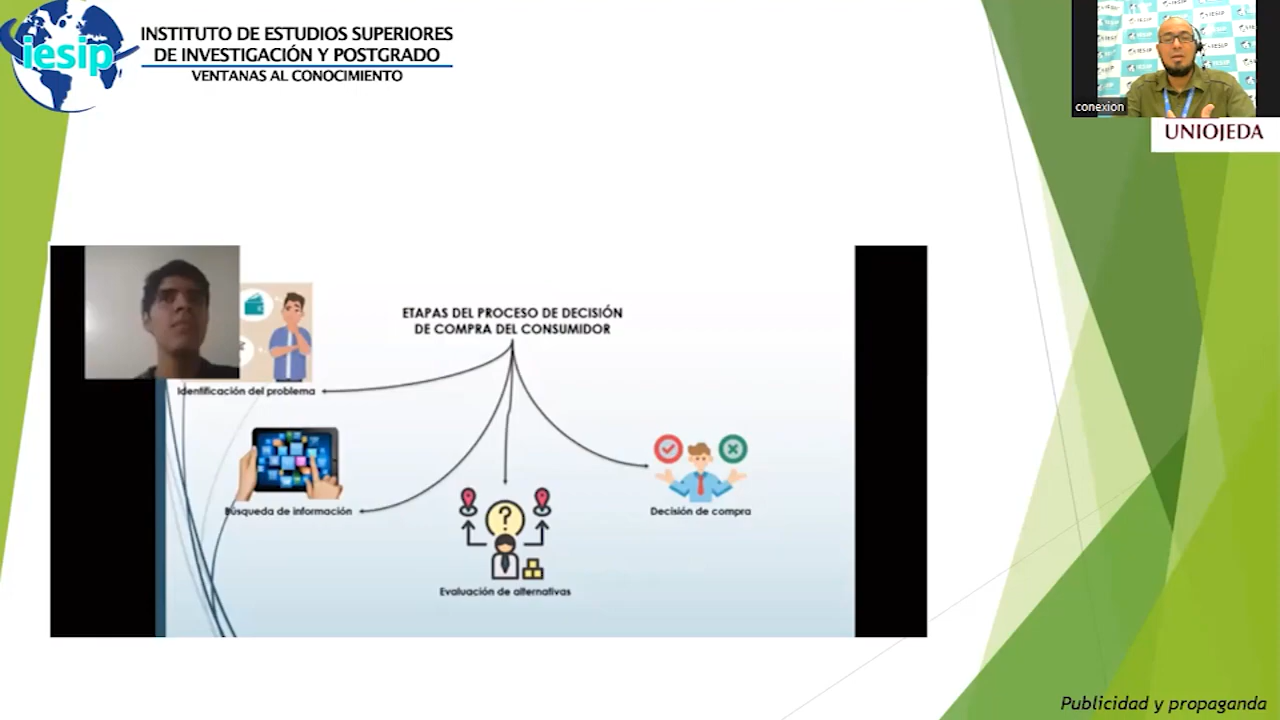 iesip
INSTITUTO DE ESTUDIOS SUPERIORES
DE INVESTIGACIÓN Y POSTGRADO
VENTANAS AL CONOCIMIENTO
conexion
UNIOJEDA
ETAPAS DEL PROCESO DE DECISIÓN
DE COMPRA DEL CONSUMIDOR
Identificación del problema
Búsqueda de información
Decisión de compra
Evaluación de alternativas
Publicidad y propaganda